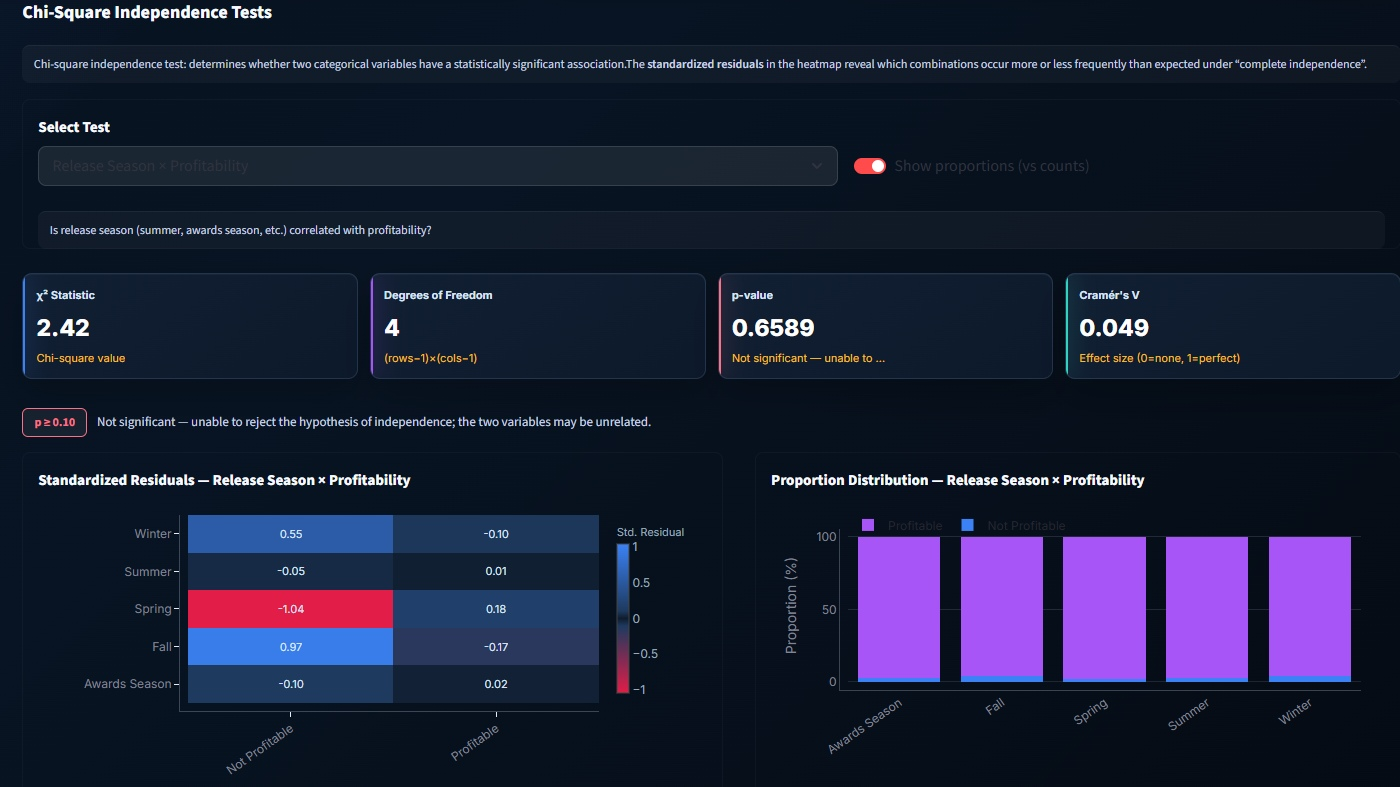 Chi-Square Independence Tests
Chi-square independence test: determines whether two categorical variables have a statistically significant association.The standardized residuals in the heatmap reveal which combinations occur more or less frequently than expected under “complete independence”.
Select Test
Release Season × Profitability
Show proportions (vs counts)
Is release season (summer, awards season, etc.) correlated with profitability?
χ² Statistic
2.42
Chi-square value
Degrees of Freedom
4
(rows−1)×(cols−1)
p-value
0.6589
Not significant — unable to ...
Cramér's V
0.049
Effect size (0=none, 1=perfect)
p ≥ 0.10
Not significant — unable to reject the hypothesis of independence; the two variables may be unrelated.
Standardized Residuals — Release Season × Profitability
Winter
0.55
−0.10
Summer
−0.05
0.01
Spring
−1.04
0.18
Fall
0.97
−0.17
Awards Season
−0.10
0.02
Not Profitable
Profitable
Std. Residual
1
0.5
0
−0.5
−1
Proportion Distribution — Release Season × Profitability
Profitable
Not Profitable
Proportion (%)
100
50
0
Awards Season
Fall
Spring
Summer
Winter